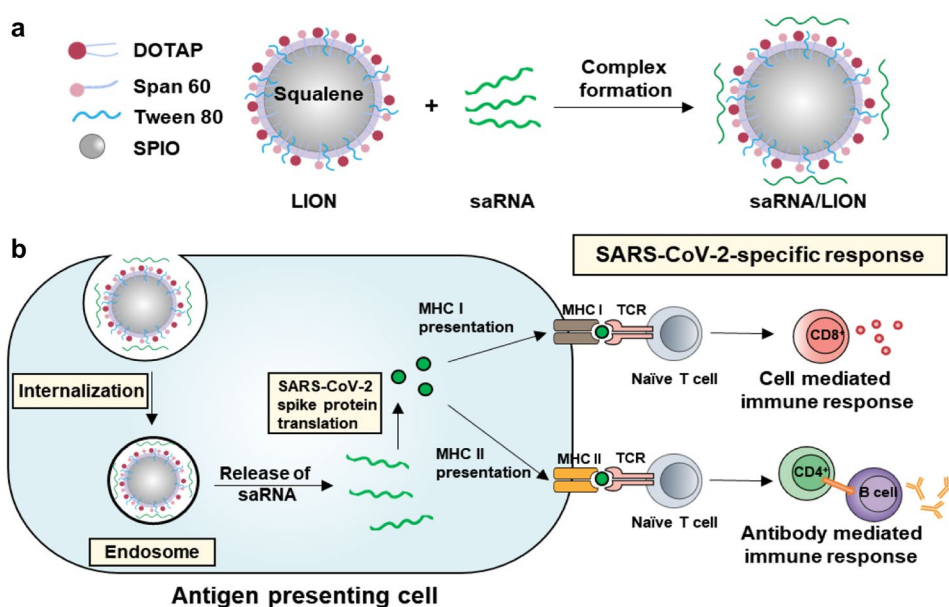 a
DOTAP
Span 60
Tween 80
SPIO
Squalene
LION
+
saRNA
Complex
formation
saRNA/LION
b
SARS-CoV-2-specific response
Internalization
Endosome
Release of
saRNA
SARS-CoV-2
spike protein
translation
MHC I
presentation
MHC II
presentation
MHC I
TCR
Naïve T cell
CD8+
Cell mediated
immune response
MHC II
TCR
Naïve T cell
CD4+
B cell
Antibody mediated
immune response
Antigen presenting cell